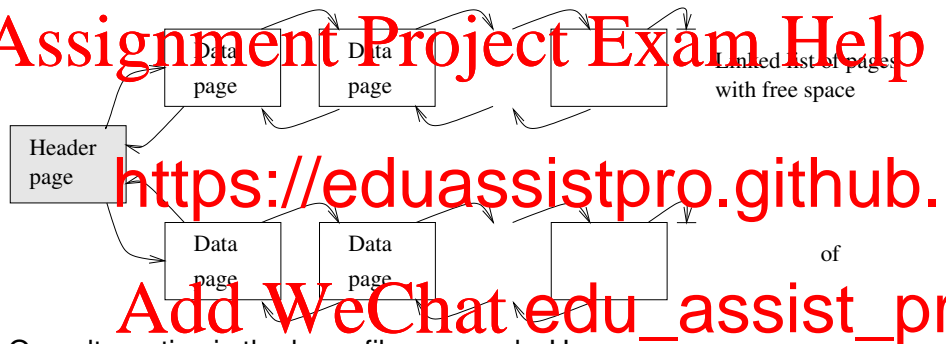 Assignment Project Exam Help
Data page
Data page
Linked list of pages with free space
Header page
https://eduassistpro.github.
Data page
Data page
of
Add WeChat edu_assist_pr